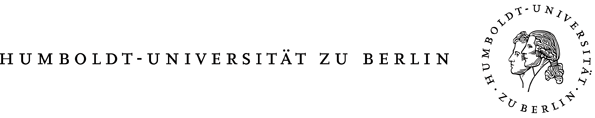 HUMBOLDT-UNIVERSITÄT ZU BERLIN
HUMBOLDT-UNIVERSITÄT
· ZU BERLIN ·